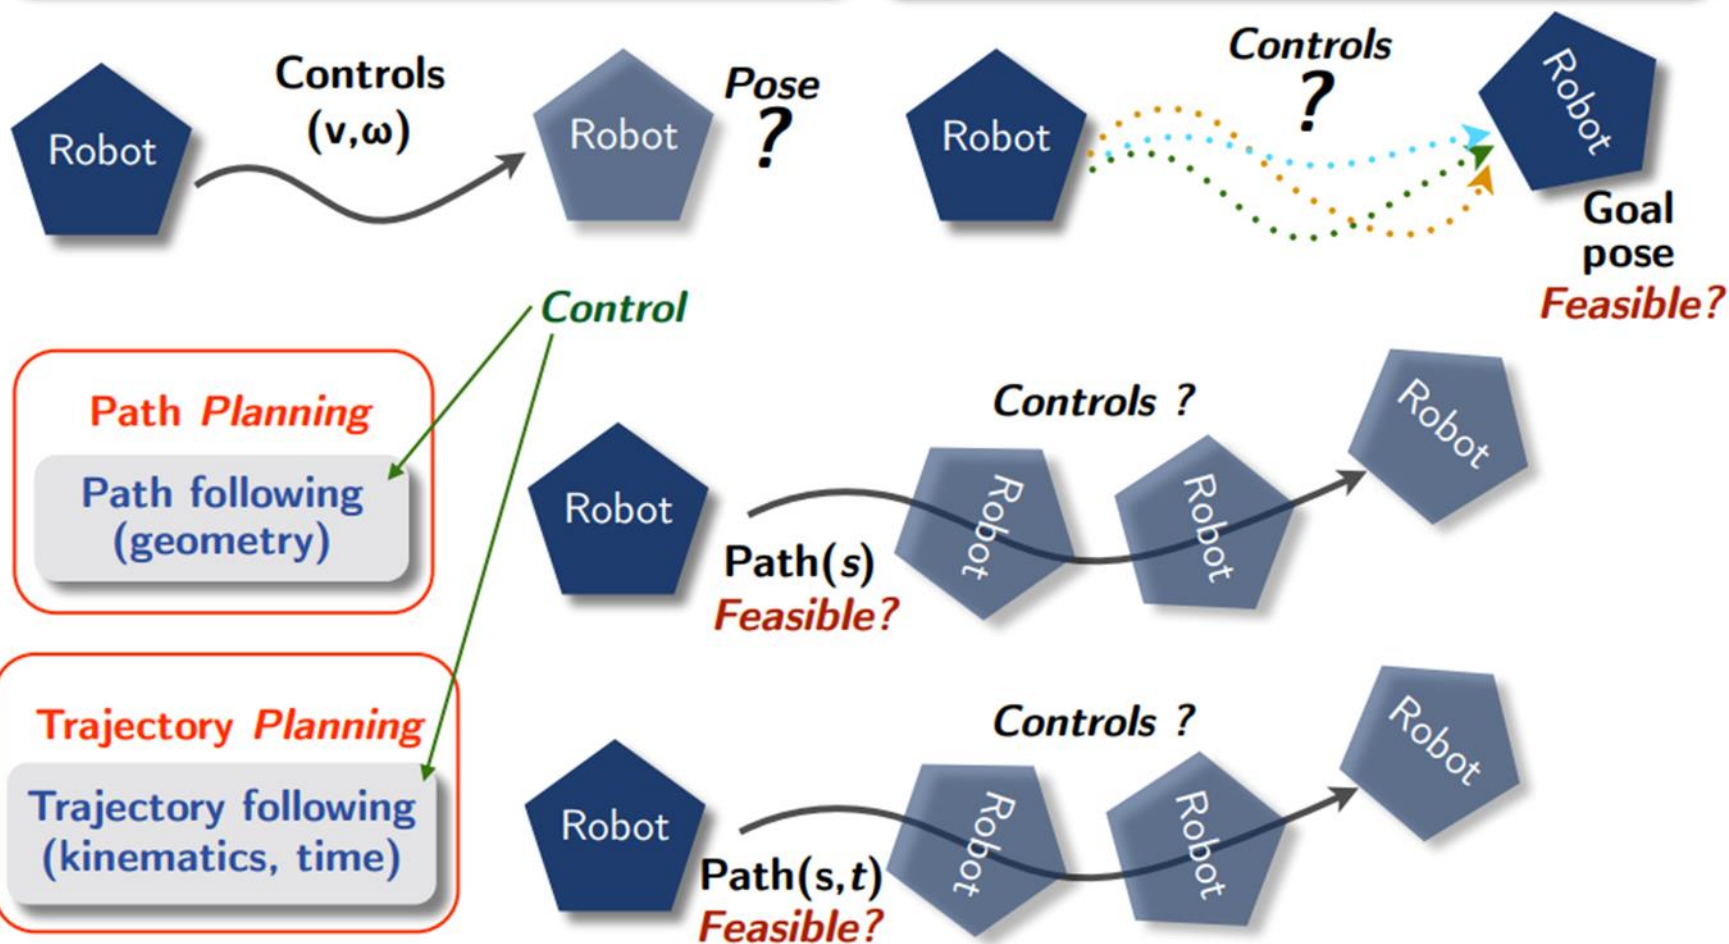 Controls
(v,ω)
Robot
Robot
Pose
?
Controls
?
Robot
Robot
Goal
pose
Feasible?
Control
Path Planning
Path following
(geometry)
Controls ?
Robot
Robot
Robot
Robot
Path(s)
Feasible?
Trajectory Planning
Trajectory following
(kinematics, time)
Controls ?
Robot
Robot
Robot
Robot
Path(s,t)
Feasible?